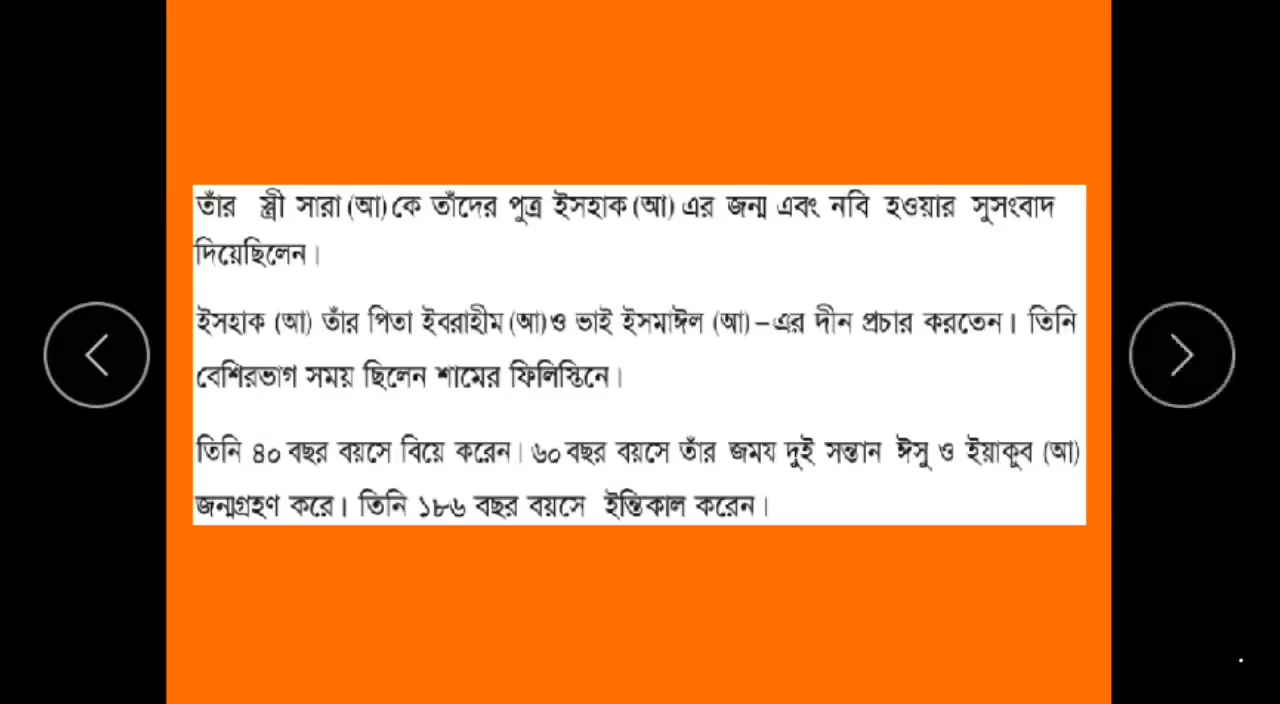 তাঁর স্ত্রী সারা (আ) কে তাঁদের পুত্র ইসহাক (আ) এর জন্ম এবং নবি হওয়ার সুসংবাদ
দিয়েছিলেন।
ইসহাক (আ) তাঁর পিতা ইবরাহীম (আ) ও ভাই ইসমাঈল (আ) –এর দীন প্রচার করতেন। তিনি
বেশিরভাগ সময় ছিলেন শামের ফিলিস্তিনে।
তিনি ৪০ বছর বয়সে বিয়ে করেন। ৬০ বছর বয়সে তাঁর জমময দুই সন্তান ঈসু ও ইয়াকুব (আ)
জন্মগ্রহণ করে। তিনি ১৮৬ বছর বয়সে ইন্তিকাল করেন।